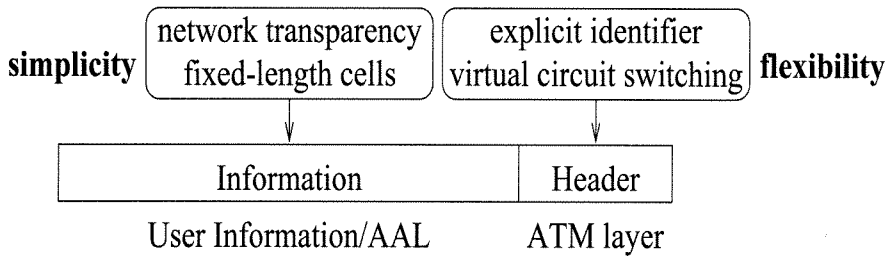 network transparency
fixed-length cells
simplicity
explicit identifier
virtual circuit switching
flexibility
Information
Header
User Information/AAL
ATM layer